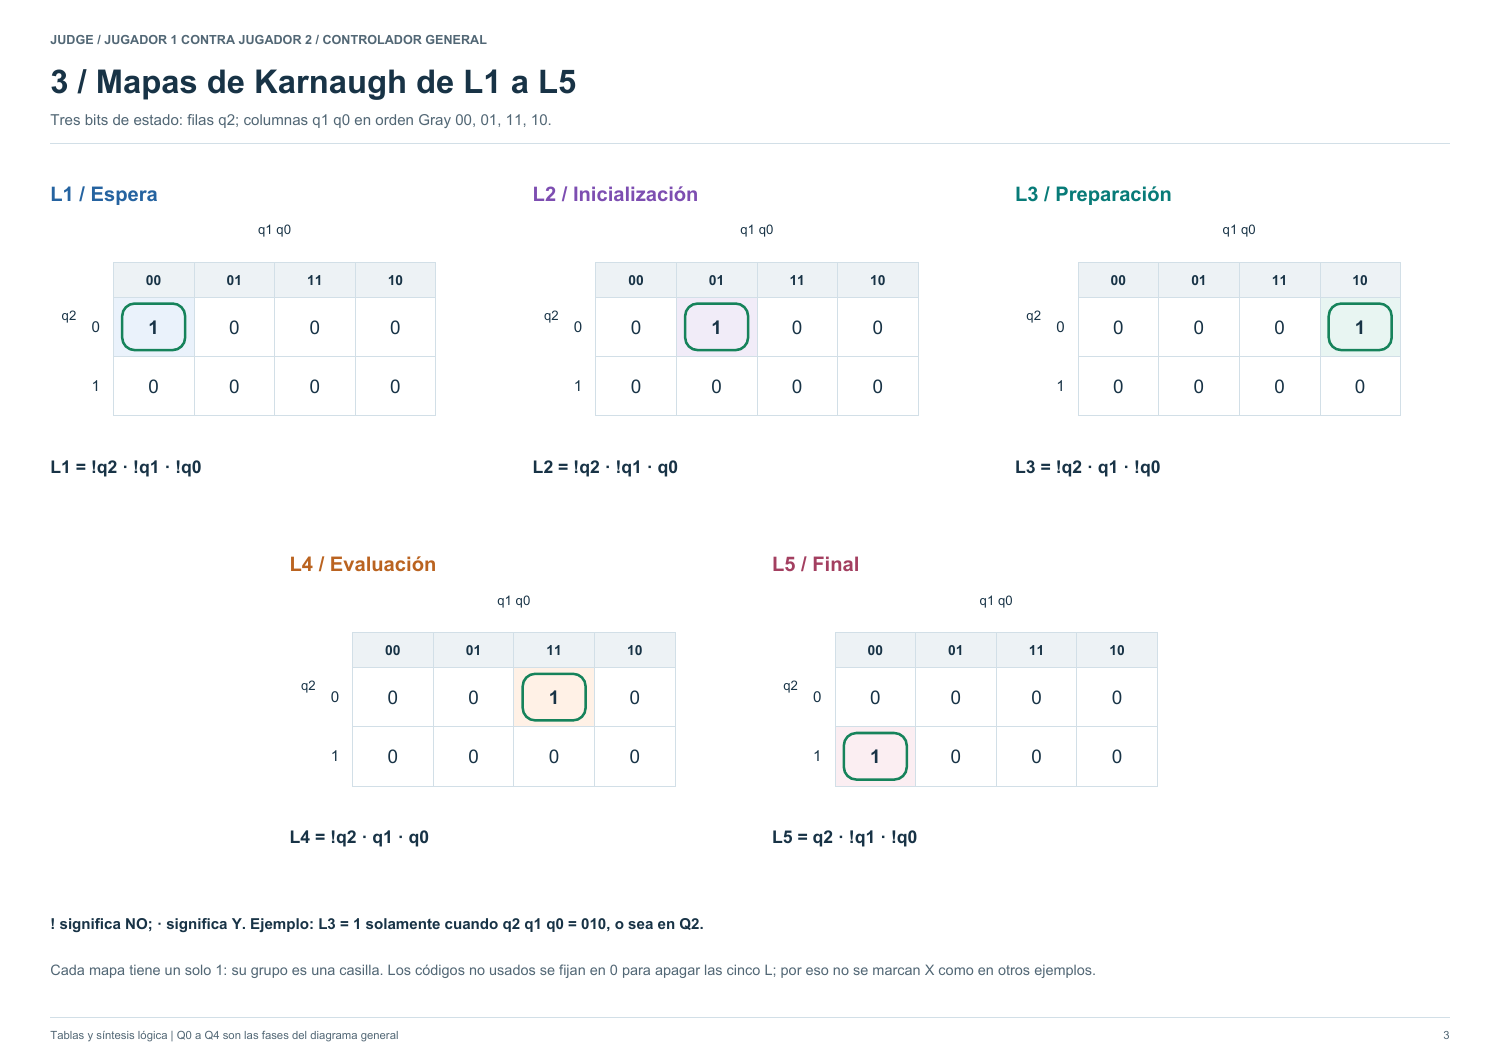 JUDGE / JUGADOR 1 CONTRA JUGADOR 2 / CONTROLADOR GENERAL
3 / Mapas de Karnaugh de L1 a L5
Tres bits de estado: filas q2; columnas q1 q0 en orden Gray 00, 01, 11, 10.
L1 / Espera
q1 q0
00 01 11 10
q2 0 1 0 0 0
1 0 0 0 0
L1 = !q2 · !q1 · !q0
L2 / Inicialización
q1 q0
00 01 11 10
q2 0 0 1 0 0
1 0 0 0 0
L2 = !q2 · !q1 · q0
L3 / Preparación
q1 q0
00 01 11 10
q2 0 0 0 0 1
1 0 0 0 0
L3 = !q2 · q1 · !q0
L4 / Evaluación
q1 q0
00 01 11 10
q2 0 0 0 1 0
1 0 0 0 0
L4 = !q2 · q1 · q0
L5 / Final
q1 q0
00 01 11 10
q2 0 0 0 0 0
1 1 0 0 0
L5 = q2 · !q1 · !q0
! significa NO; · significa Y. Ejemplo: L3 = 1 solamente cuando q2 q1 q0 = 010, o sea en Q2.
Cada mapa tiene un solo 1: su grupo es una casilla. Los códigos no usados se fijan en 0 para apagar las cinco L; por eso no se marcan X como en otros ejemplos.
Tablas y síntesis lógica | Q0 a Q4 son las fases del diagrama general
3